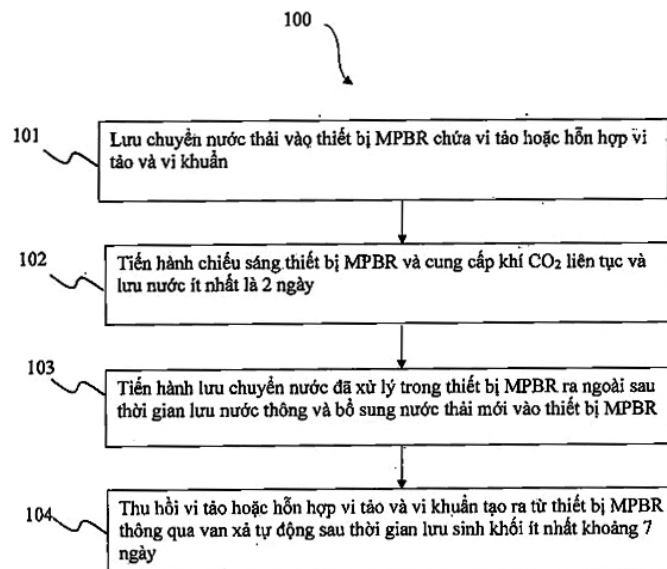 100
101
Lưu chuyển nước thải vào thiết bị MPBR chứa vi tảo hoặc hỗn hợp vi
tảo và vi khuẩn
102
Tiến hành chiếu sáng thiết bị MPBR và cung cấp khí CO₂ liên tục và
lưu nước ít nhất là 2 ngày
103
Tiến hành lưu chuyển nước đã xử lý trong thiết bị MPBR ra ngoài sau
thời gian lưu nước thông và bổ sung nước thải mới vào thiết bị MPBR
104
Thu hồi vi tảo hoặc hỗn hợp vi tảo và vi khuẩn tạo ra từ thiết bị MPBR
thông qua van xả tự động sau thời gian lưu sinh khối ít nhất khoảng 7
ngày